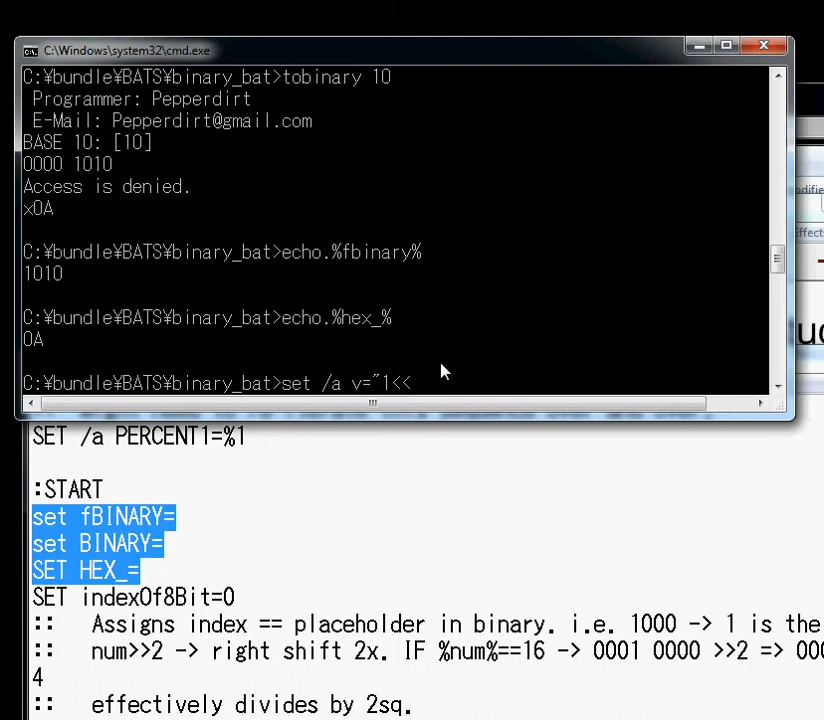 C:\Windows\system32\cmd.exe
C:¥bundle¥BATS¥binary_bat>tobinary 10
Programmer: Pepperdirt
E-Mail: Pepperdirt@gmail.com
BASE 10: [10]
0000 1010
Access is denied.
x0A
C:¥bundle¥BATS¥binary_bat>echo.%fbinary%
1010
C:¥bundle¥BATS¥binary_bat>echo.%hex_%
0A
C:¥bundle¥BATS¥binary_bat>set /a v="1<<
SET /a PERCENT1=%1
:START
set fBINARY=
set BINARY=
SET HEX_=
SET indexOf8Bit=0
:: Assigns index == placeholder in binary. i.e. 1000 -> 1 is the
:: num>>2 -> right shift 2x. IF %num%==16 -> 0001 0000 >>2 => 000
4
:: effectively divides by 2sq.